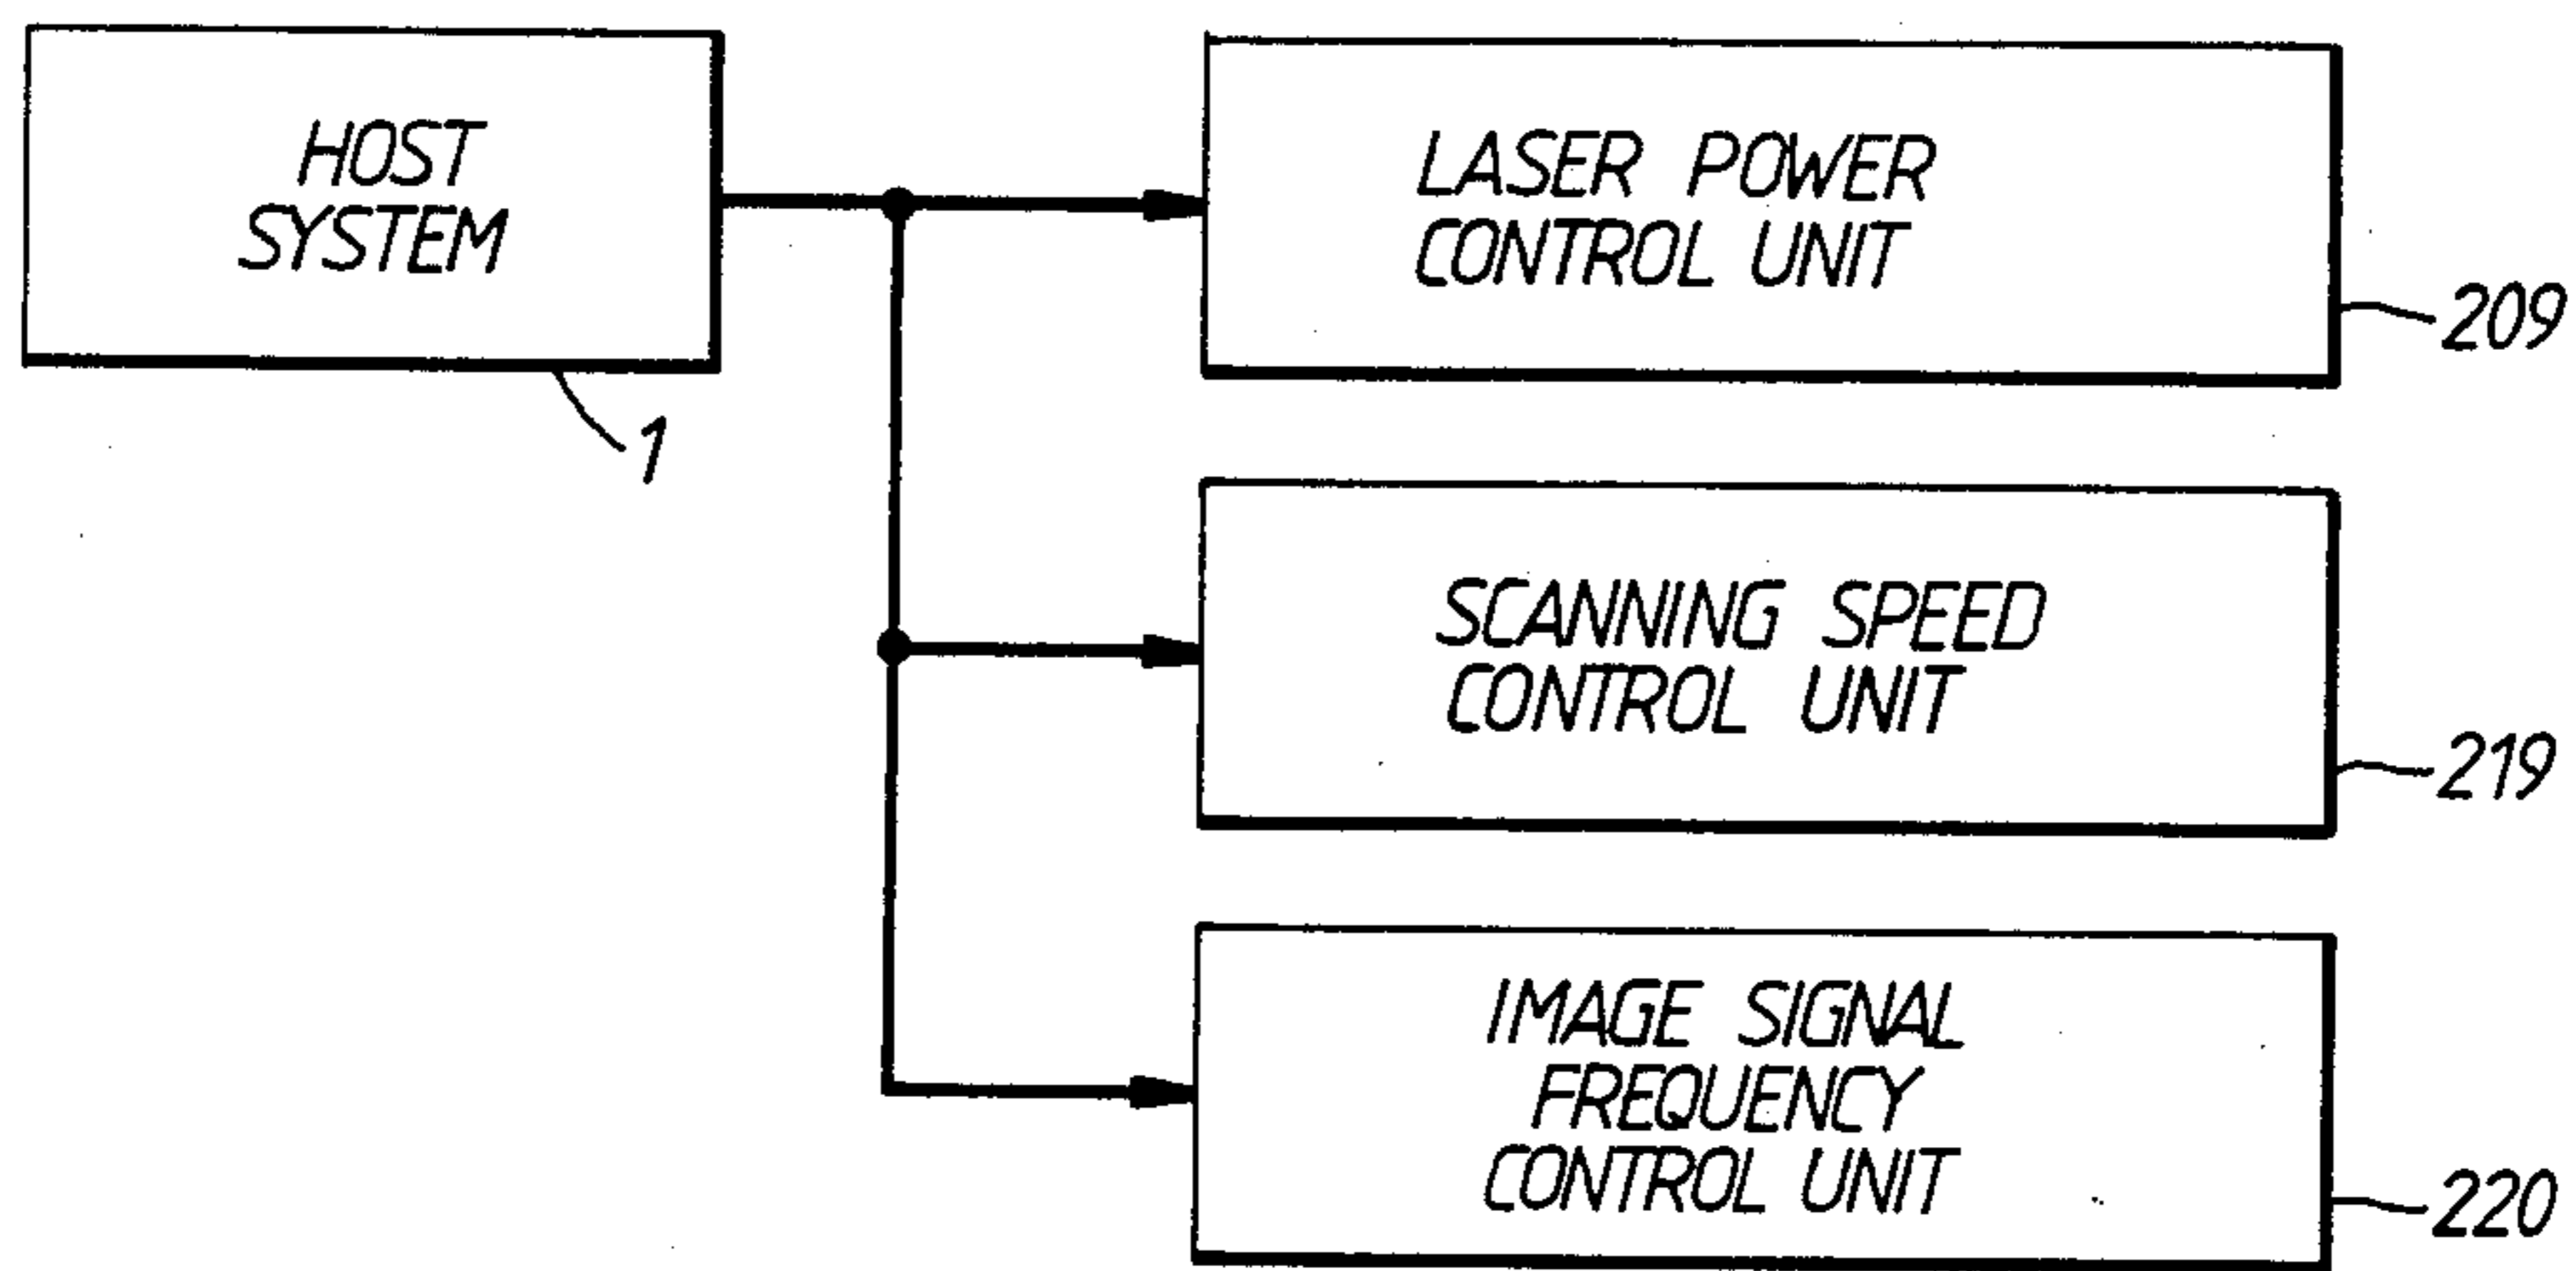 HOST
SYSTEM
1
LASER POWER
CONTROL UNIT
209
SCANNING SPEED
CONTROL UNIT
219
IMAGE SIGNAL
FREQUENCY
CONTROL UNIT
220